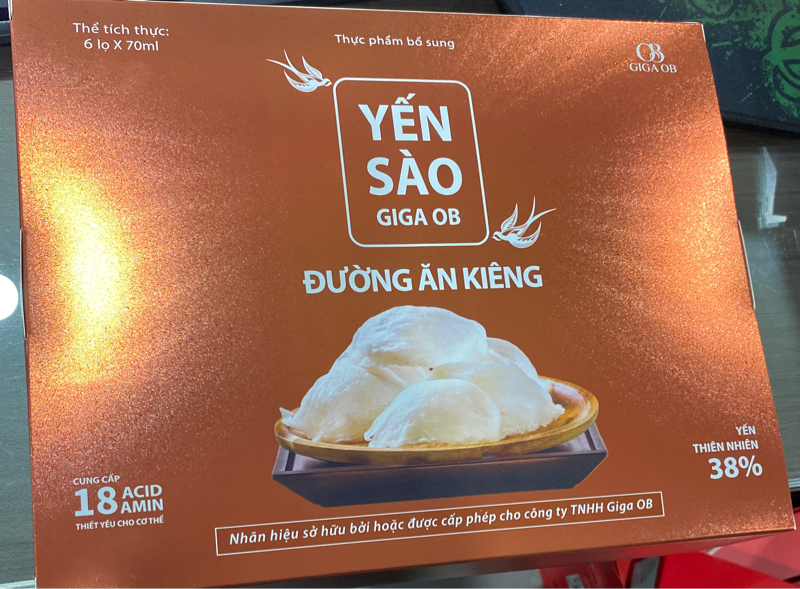 Thể tích thực:
6 lọ X 70ml
Thực phẩm bổ sung
OB
GIGA OB
YẾN
SÀO
GIGA OB
ĐƯỜNG ĂN KIÊNG
CUNG CẤP
18 ACID AMIN
THIẾT YẾU CHO CƠ THỂ
YẾN
THIÊN NHIÊN
38%
Nhãn hiệu sở hữu bởi hoặc được cấp phép cho công ty TNHH Giga OB